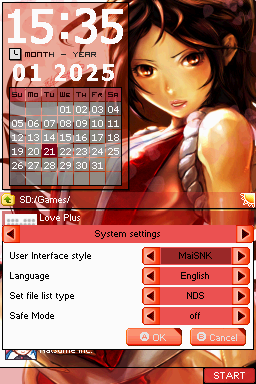 15:35
MONTH - YEAR
01 2025
Su Mo Tu We Th Fr Sa
01 02 03 04
05 06 07 08 09 10 11
12 13 14 15 16 17 18
19 20 21 22 23 24 25
26 27 28 29 30 31
SD:/Games/
Love Plus
System settings
User Interface style MaiSNK
Language English
Set file list type NDS
Safe Mode off
A OK B Cancel
Natsume Inc.
START